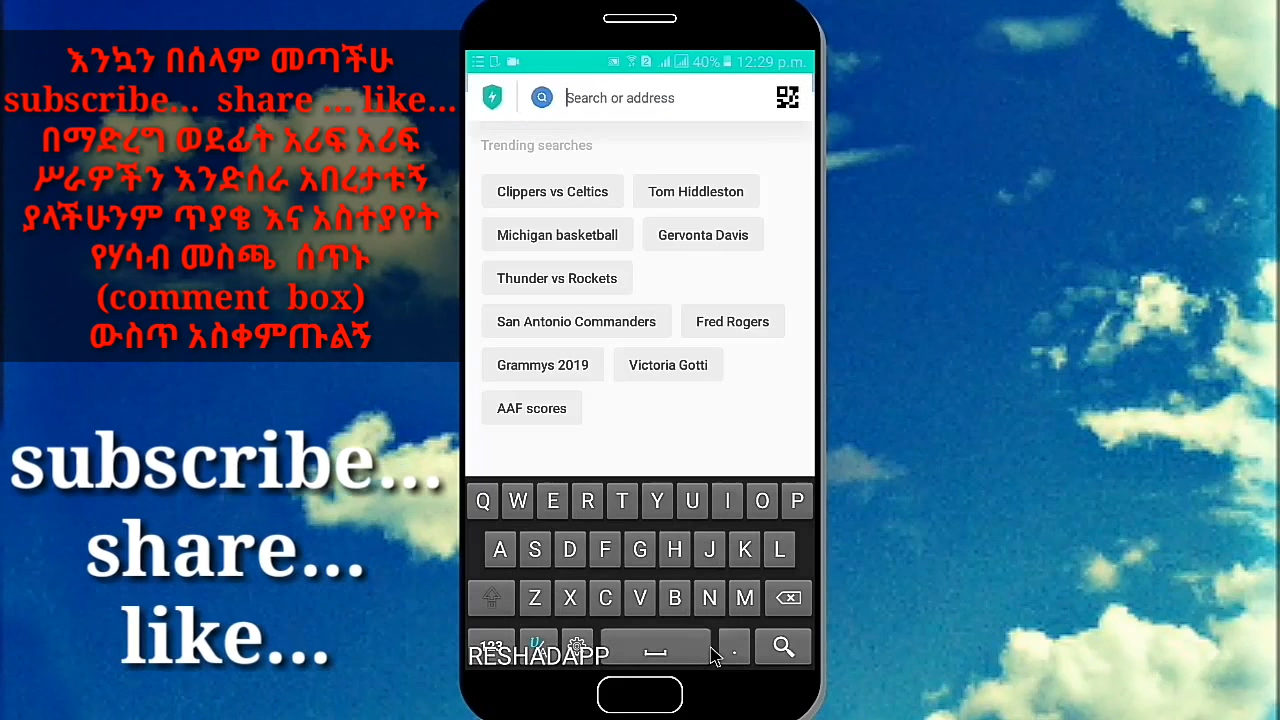 እንኳን በሰላም መጣችሁ
subscribe... share ... like...
በማድረግ ወደፊት አሪፍ አሪፍ
ሥራዎችን እንድሰራ አበረታቱኝ
ያላችሁንም ጥያቄ እና አስተያየት
የሃሳብ መስጫ ሰጥኑ
(comment box)
ውስጥ አስቀምጡልኝ
subscribe...
share...
like...
40% 12:29 p.m.
Search or address
Trending searches
Clippers vs Celtics Tom Hiddleston
Michigan basketball Gervonta Davis
Thunder vs Rockets
San Antonio Commanders Fred Rogers
Grammys 2019 Victoria Gotti
AAF scores
Q W E R T Y U I O P
A S D F G H J K L
Z X C V B N M
123 .
RESHADAPP